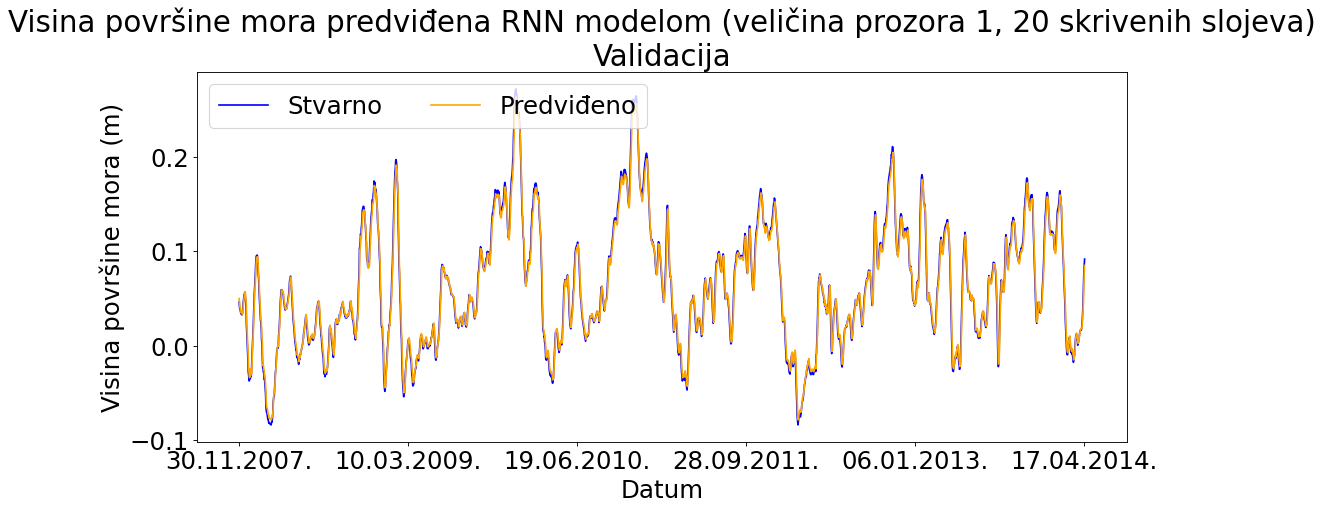 Visina površine mora predviđena RNN modelom (veličina prozora 1, 20 skrivenih slojeva)
Validacija
Stvarno
Predviđeno
Visina površine mora (m)
0.2
0.1
0.0
−0.1
30.11.2007.
10.03.2009.
19.06.2010.
28.09.2011.
06.01.2013.
17.04.2014.
Datum